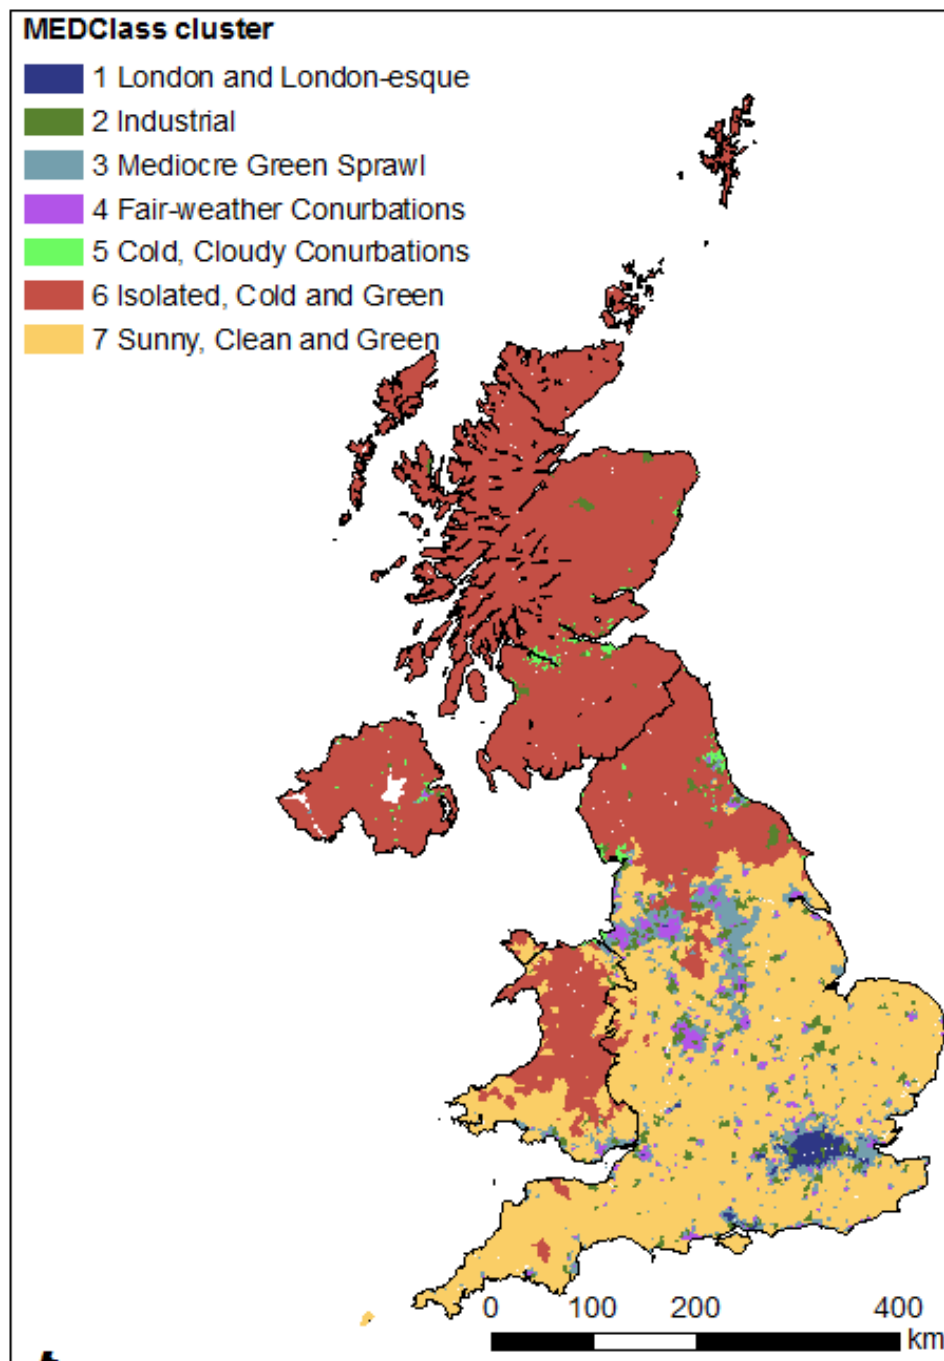 MEDClass cluster
1 London and London-esque
2 Industrial
3 Mediocre Green Sprawl
4 Fair-weather Conurbations
5 Cold, Cloudy Conurbations
6 Isolated, Cold and Green
7 Sunny, Clean and Green
0 100 200 400
km